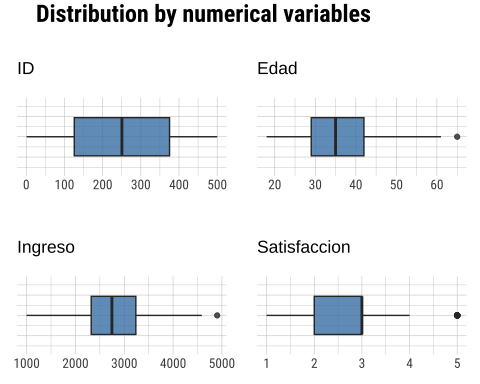 Distribution by numerical variables
ID
Edad
0 100 200 300 400 500
20 30 40 50 60
Ingreso
Satisfaccion
1000 2000 3000 4000 5000
1 2 3 4 5